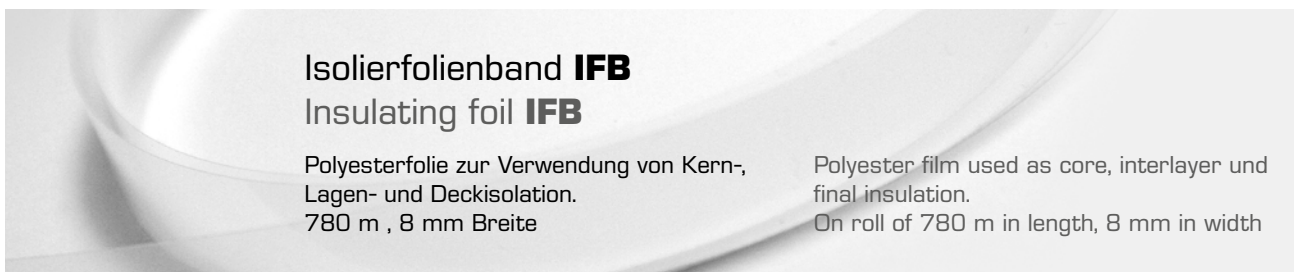 Isolierfolienband IFB
Insulating foil IFB
Polyesterfolie zur Verwendung von Kern-,
Lagen- und Deckisolation.
780 m , 8 mm Breite
Polyester film used as core, interlayer und
final insulation.
On roll of 780 m in length, 8 mm in width